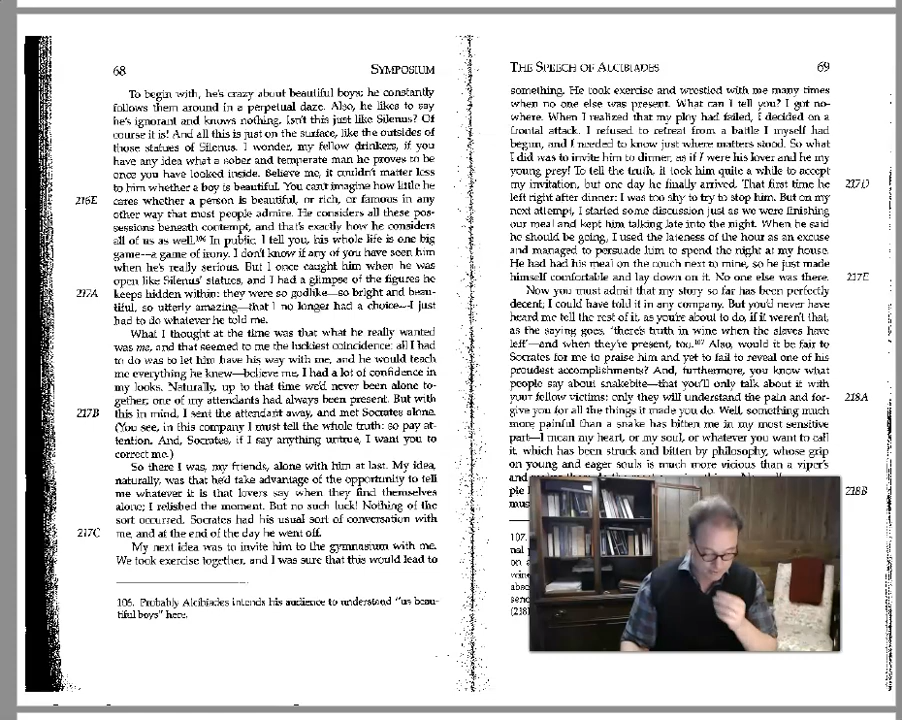 68
SYMPOSIUM
To begin with, he's crazy about beautiful boys; he constantly
follows them around in a perpetual daze. Also, he likes to say
he's ignorant and knows nothing. Isn't this just like Silenus? Of
course it is! And all this is just on the surface, like the outsides of
those statues of Silenus. I wonder, my fellow drinkers, if you
have any idea what a sober and temperate man he proves to be
once you have looked inside. Believe me, it couldn't matter less
to him whether a boy is beautiful. You can't imagine how little he
216E
cares whether a person is beautiful, or rich, or famous in any
other way that most people admire. He considers all these pos-
sessions beneath contempt, and that's exactly how he considers
all of us as well.106 In public, I tell you, his whole life is one big
game—a game of irony. I don't know if any of you have seen him
when he's really serious. But I once caught him when he was
open like Silenus' statues, and I had a glimpse of the figures he
217A
keeps hidden within: they were so godlike—so bright and beau-
tiful, so utterly amazing—that I no longer had a choice—I just
had to do whatever he told me.
What I thought at the time was that what he really wanted
was me, and that seemed to me the luckiest coincidence: all I had
to do was to let him have his way with me, and he would teach
me everything he knew—believe me, I had a lot of confidence in
my looks. Naturally, up to that time we'd never been alone to-
gether; one of my attendants had always been present. But with
217B
this in mind, I sent the attendant away, and met Socrates alone.
(You see, in this company I must tell the whole truth: so pay at-
tention. And, Socrates, if I say anything untrue, I want you to
correct me.)
So there I was, my friends, alone with him at last. My idea,
naturally, was that he'd take advantage of the opportunity to tell
me whatever it is that lovers say when they find themselves
alone; I relished the moment. But no such luck! Nothing of the
sort occurred. Socrates had his usual sort of conversation with
217C
me, and at the end of the day he went off.
My next idea was to invite him to the gymnasium with me.
We took exercise together, and I was sure that this would lead to
106. Probably Alcibiades intends his audience to understand "us beau-
tiful boys" here.
THE SPEECH OF ALCIBIADES
69
something. He took exercise and wrestled with me many times
when no one else was present. What can I tell you? I got no-
where. When I realized that my ploy had failed, I decided on a
frontal attack. I refused to retreat from a battle I myself had
begun, and I needed to know just where matters stood. So what
I did was to invite him to dinner, as if I were his lover and he my
young prey! To tell the truth, it took him quite a while to accept
my invitation, but one day he finally arrived. That first time he
217D
left right after dinner: I was too shy to try to stop him. But on my
next attempt, I started some discussion just as we were finishing
our meal and kept him talking late into the night. When he said
he should be going, I used the lateness of the hour as an excuse
and managed to persuade him to spend the night at my house.
He had had his meal on the couch next to mine, so he just made
himself comfortable and lay down on it. No one else was there.
217E
Now you must admit that my story so far has been perfectly
decent; I could have told it in any company. But you'd never have
heard me tell the rest of it, as you're about to do, if it weren't that,
as the saying goes, 'there's truth in wine when the slaves have
left'—and when they're present, too.107 Also, would it be fair to
Socrates for me to praise him and yet to fail to reveal one of his
proudest accomplishments? And, furthermore, you know what
people say about snakebite—that you'll only talk about it with
your fellow victims: only they will understand the pain and for-
218A
give you for all the things it made you do. Well, something much
more painful than a snake has bitten me in my most sensitive
part—I mean my heart, or my soul, or whatever you want to call
it, which has been struck and bitten by philosophy, whose grip
on young and eager souls is much more vicious than a viper's
and
ple
218B
mus
107.
nal p
on a
wine
absc
senc
(238)